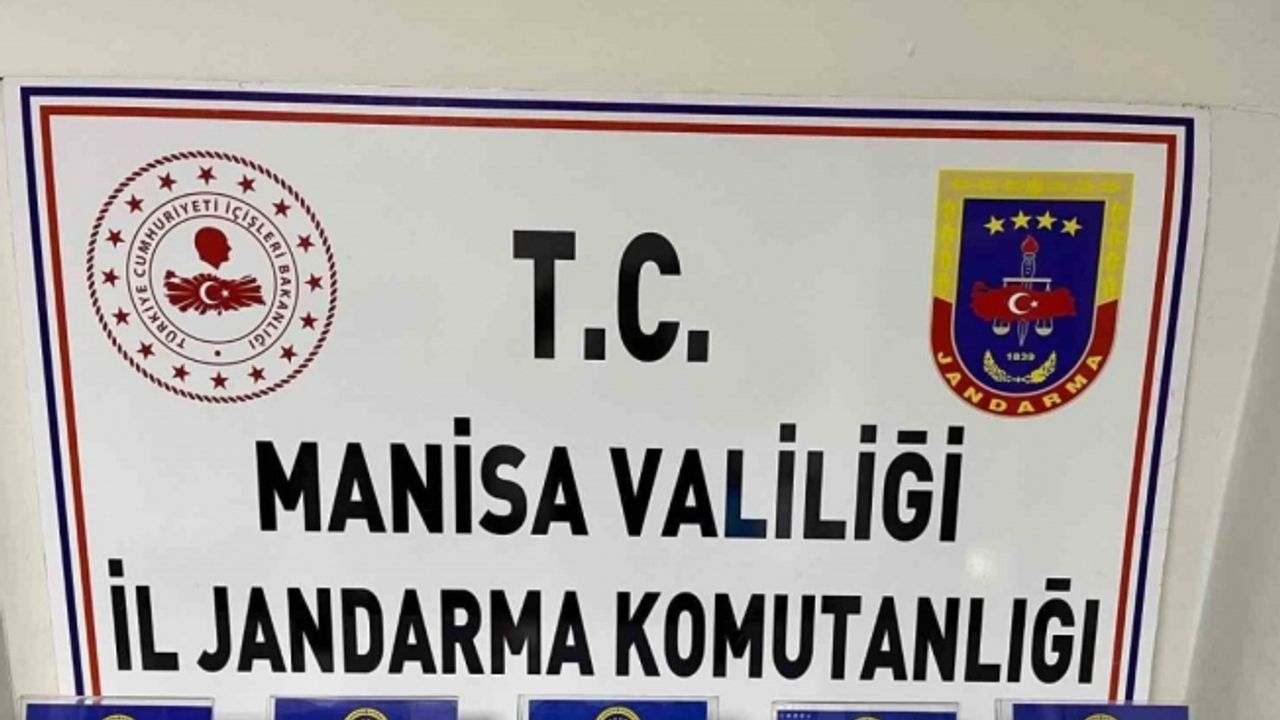 TÜRKİYE CUMHURİYETİ İÇİŞLERİ BAKANLIĞI
T.C.
1839
JANDARMA
MANİSA VALİLİĞİ
İL JANDARMA KOMUTANLIĞI